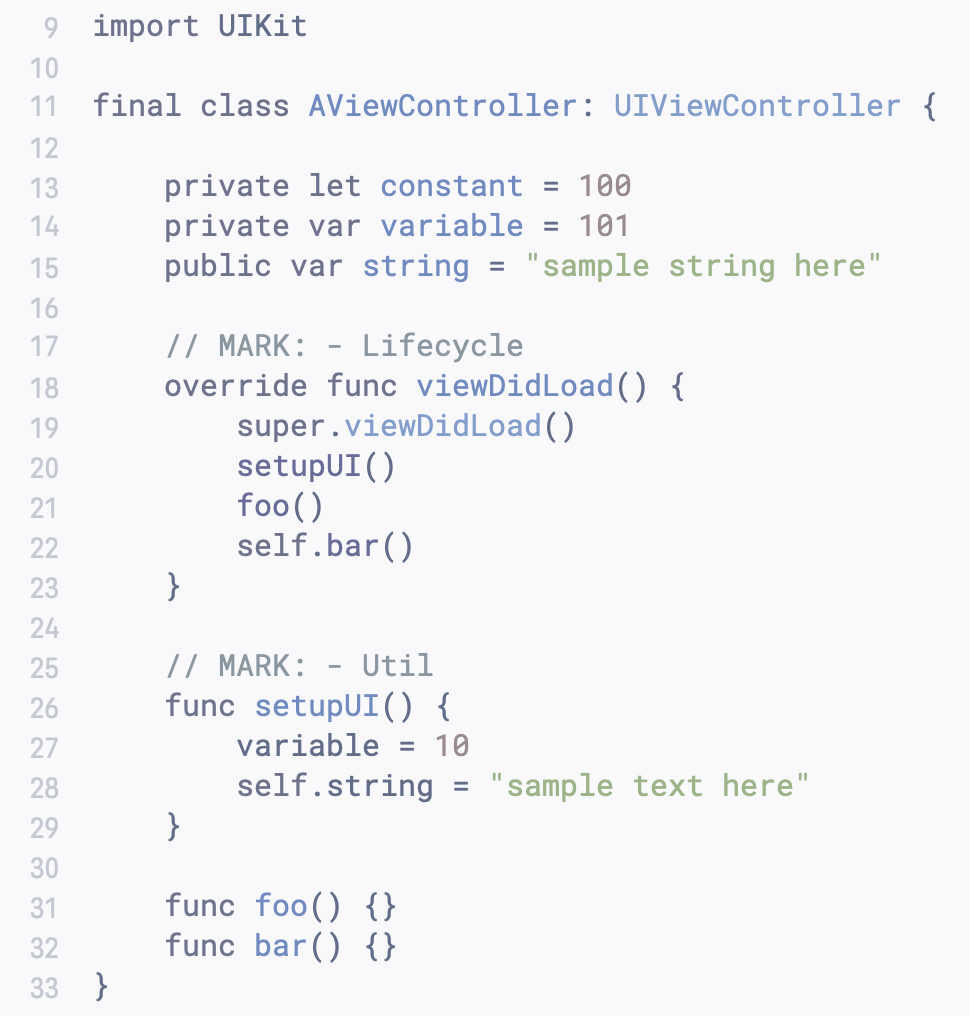 9 import UIKit
10
11 final class AViewController: UIViewController {
12
13     private let constant = 100
14     private var variable = 101
15     public var string = "sample string here"
16
17     // MARK: - Lifecycle
18     override func viewDidLoad() {
19         super.viewDidLoad()
20         setupUI()
21         foo()
22         self.bar()
23     }
24
25     // MARK: - Util
26     func setupUI() {
27         variable = 10
28         self.string = "sample text here"
29     }
30
31     func foo() {}
32     func bar() {}
33 }